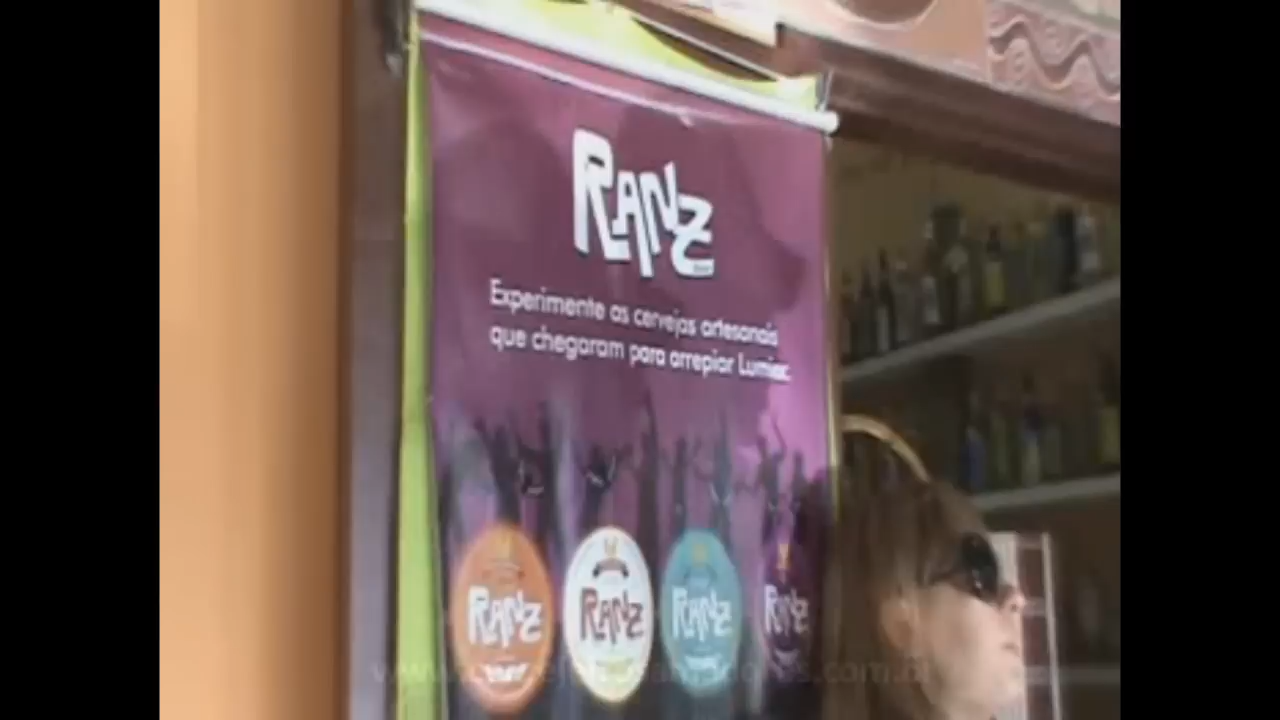 RANZ
Experimente as cervejas artesanais
que chegaram para arrepiar Lumiar.
RANZ RANZ RANZ RANZ